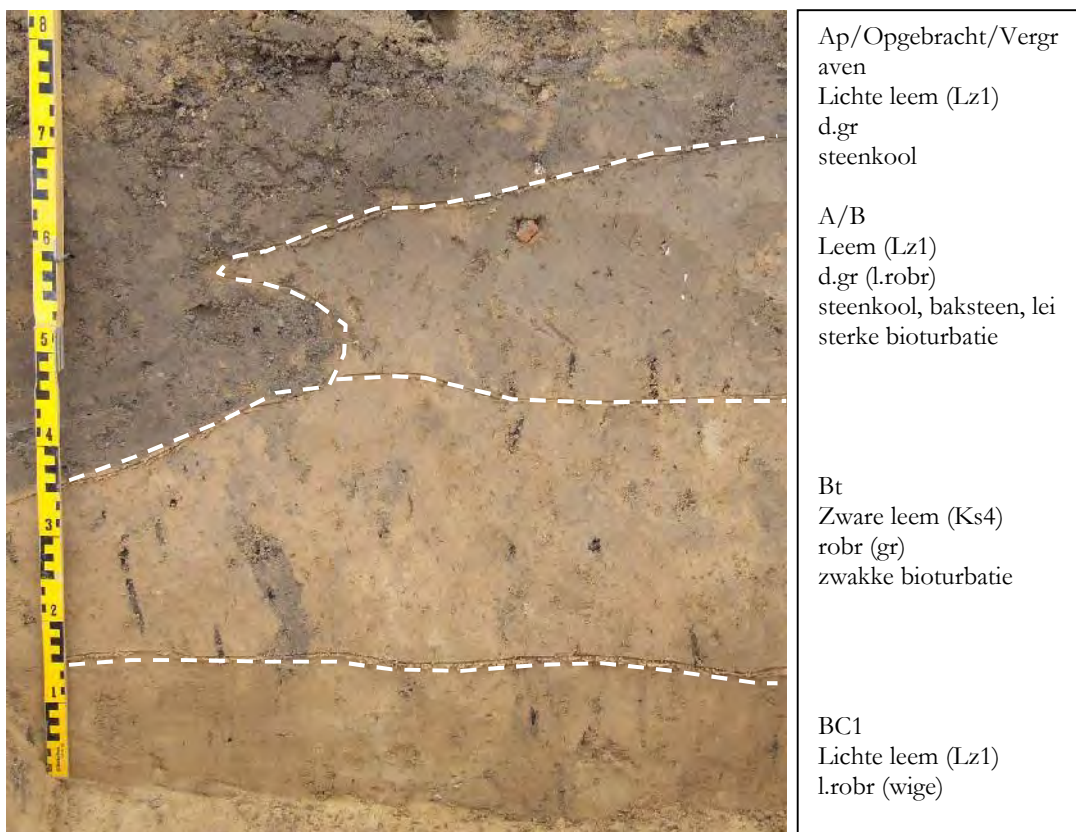 8
7
6
5
4
3
2
1
Ap/Opgebracht/Vergr
aven
Lichte leem (Lz1)
d.gr
steenkool
A/B
Leem (Lz1)
d.gr (l.robr)
steenkool, baksteen, lei
sterke bioturbatie
Bt
Zware leem (Ks4)
robr (gr)
zwakke bioturbatie
BC1
Lichte leem (Lz1)
l.robr (wige)